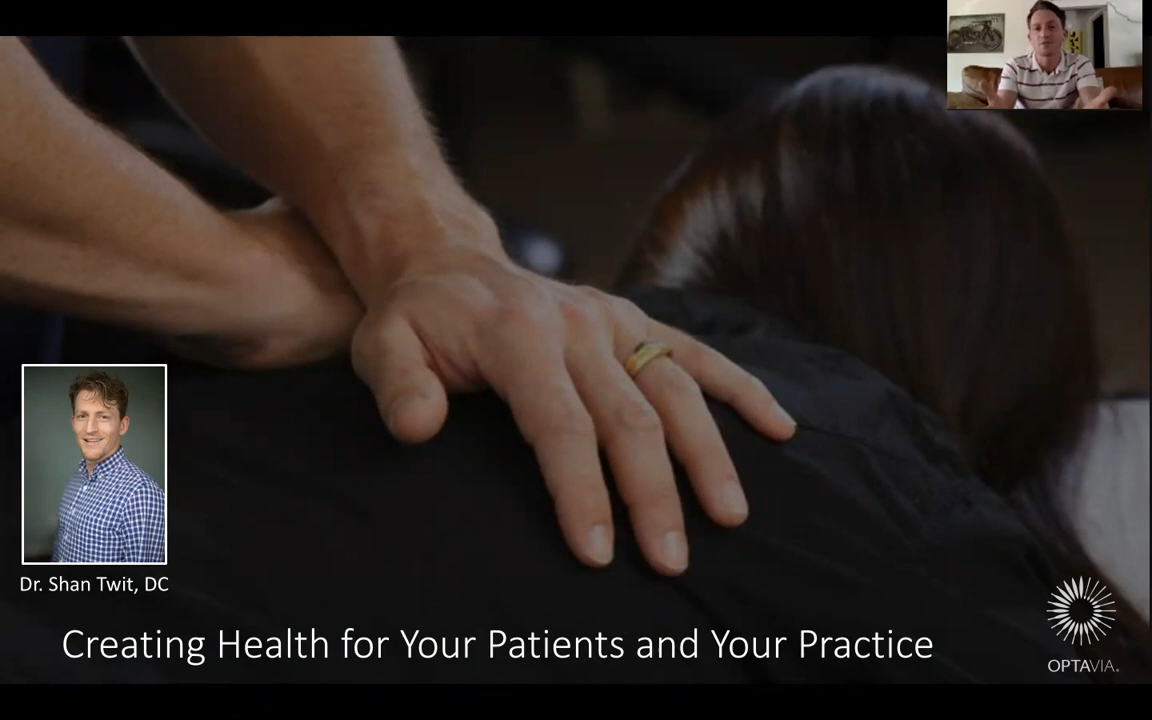 Dr. Shan Twit, DC
Creating Health for Your Patients and Your Practice
OPTAVIA.